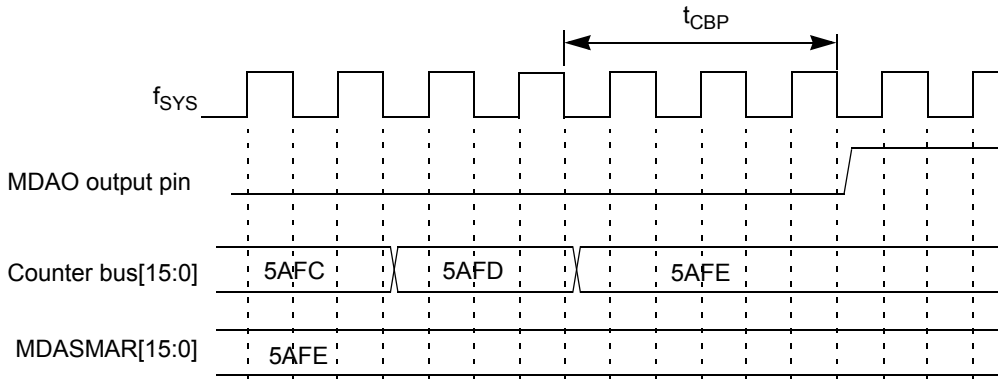 tCBP
fSYS
MDAO output pin
Counter bus[15:0] 5AFC 5AFD 5AFE
MDASMAR[15:0] 5AFE